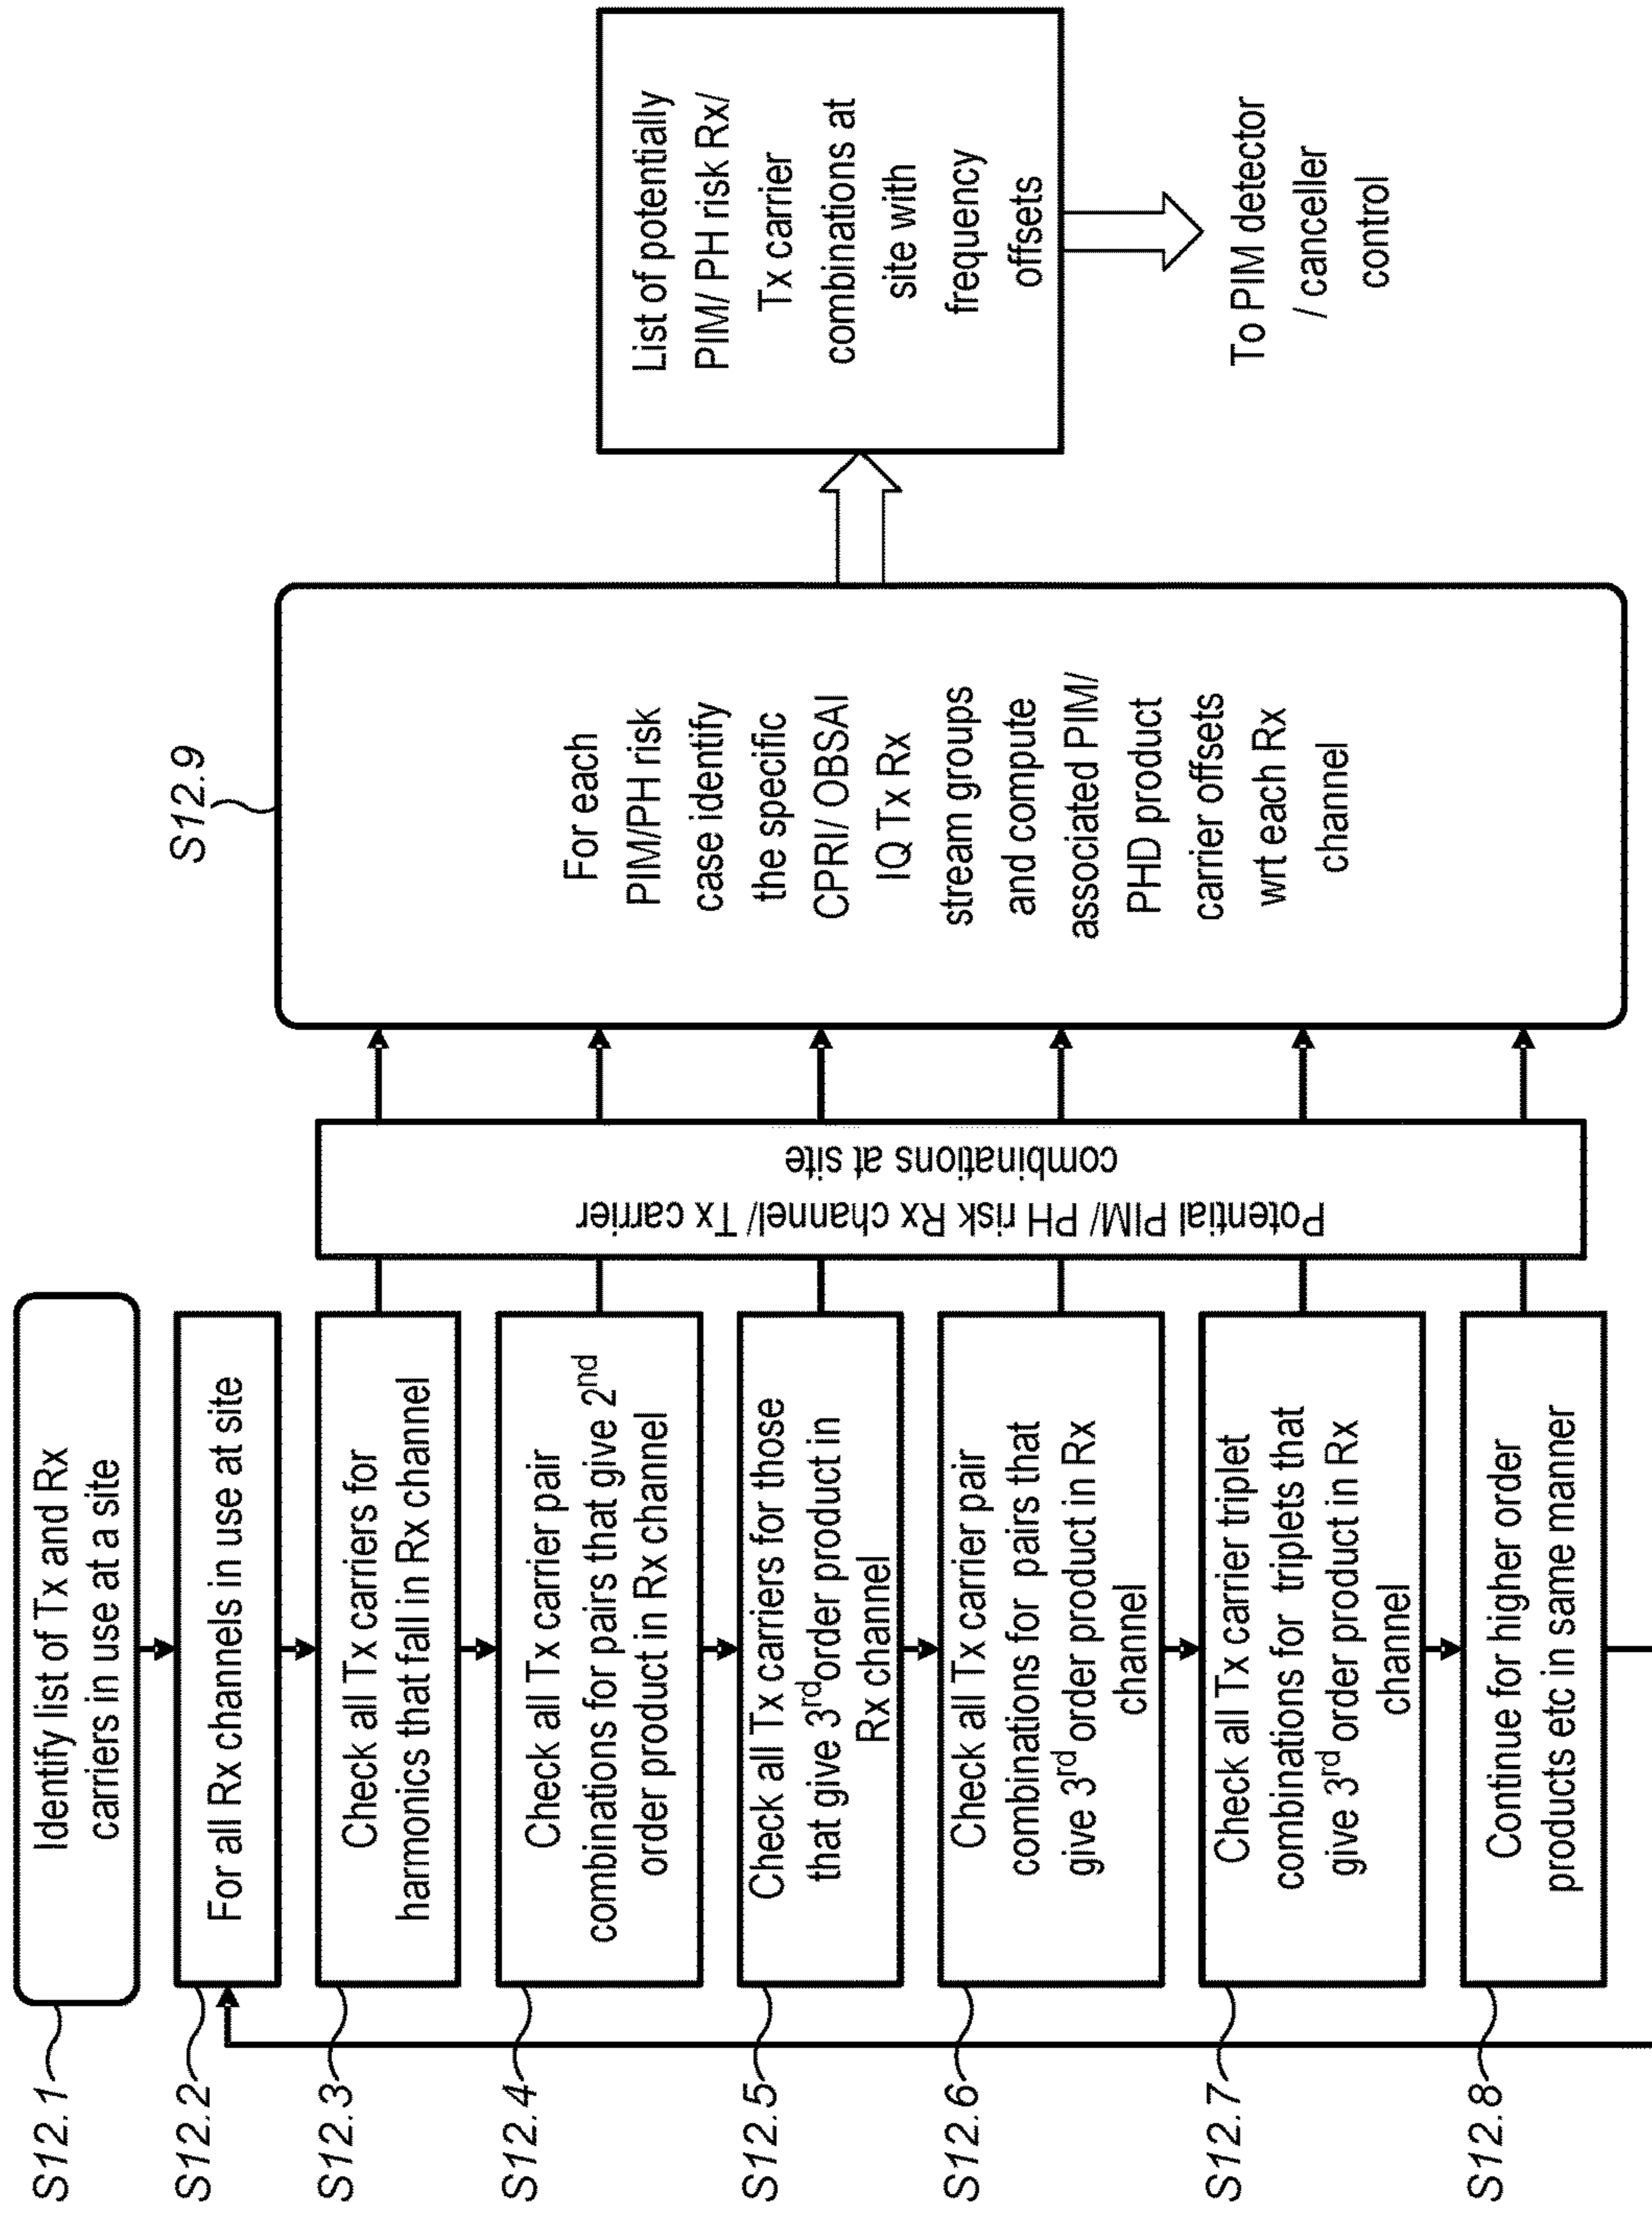 S12.1
Identify list of Tx and Rx
carriers in use at a site
S12.2
For all Rx channels in use at site
S12.3
Check all Tx carriers for
harmonics that fall in Rx channel
S12.4
Check all Tx carrier pair
combinations for pairs that give 2nd
order product in Rx channel
S12.5
Check all Tx carriers for those
that give 3rd order product in
Rx channel
S12.6
Check all Tx carrier pair
combinations for pairs that
give 3rd order product in Rx
channel
S12.7
Check all Tx carrier triplet
combinations for triplets that
give 3rd order product in Rx
channel
S12.8
Continue for higher order
products etc in same manner
Potential PIM/ PH risk Rx channel/ Tx carrier
combinations at site
S12.9
For each
PIM/PH risk
case identify
the specific
CPRI/ OBSAI
IQ Tx Rx
stream groups
and compute
associated PIM/
PHD product
carrier offsets
wrt each Rx
channel
List of potentially
PIM/ PH risk Rx/
Tx carrier
combinations at
site with
frequency
offsets
To PIM detector
/ canceller
control